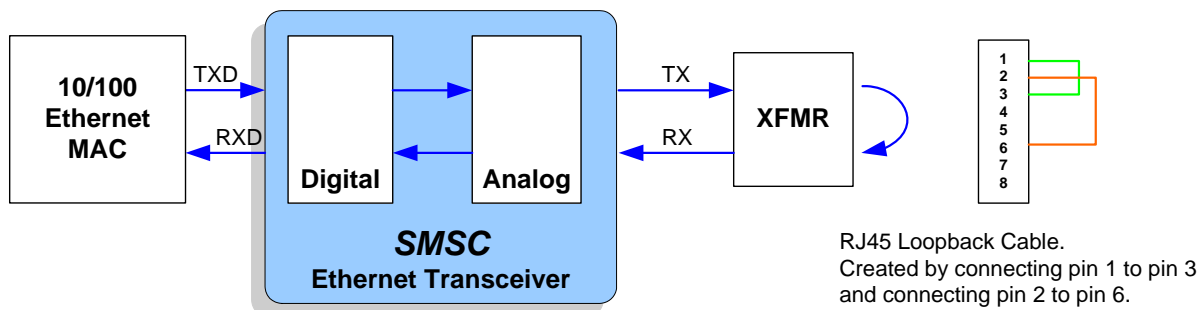 10/100
Ethernet
MAC
TXD
RXD
Digital
Analog
SMSC
Ethernet Transceiver
TX
RX
XFMR
1
2
3
4
5
6
7
8
RJ45 Loopback Cable.
Created by connecting pin 1 to pin 3
and connecting pin 2 to pin 6.